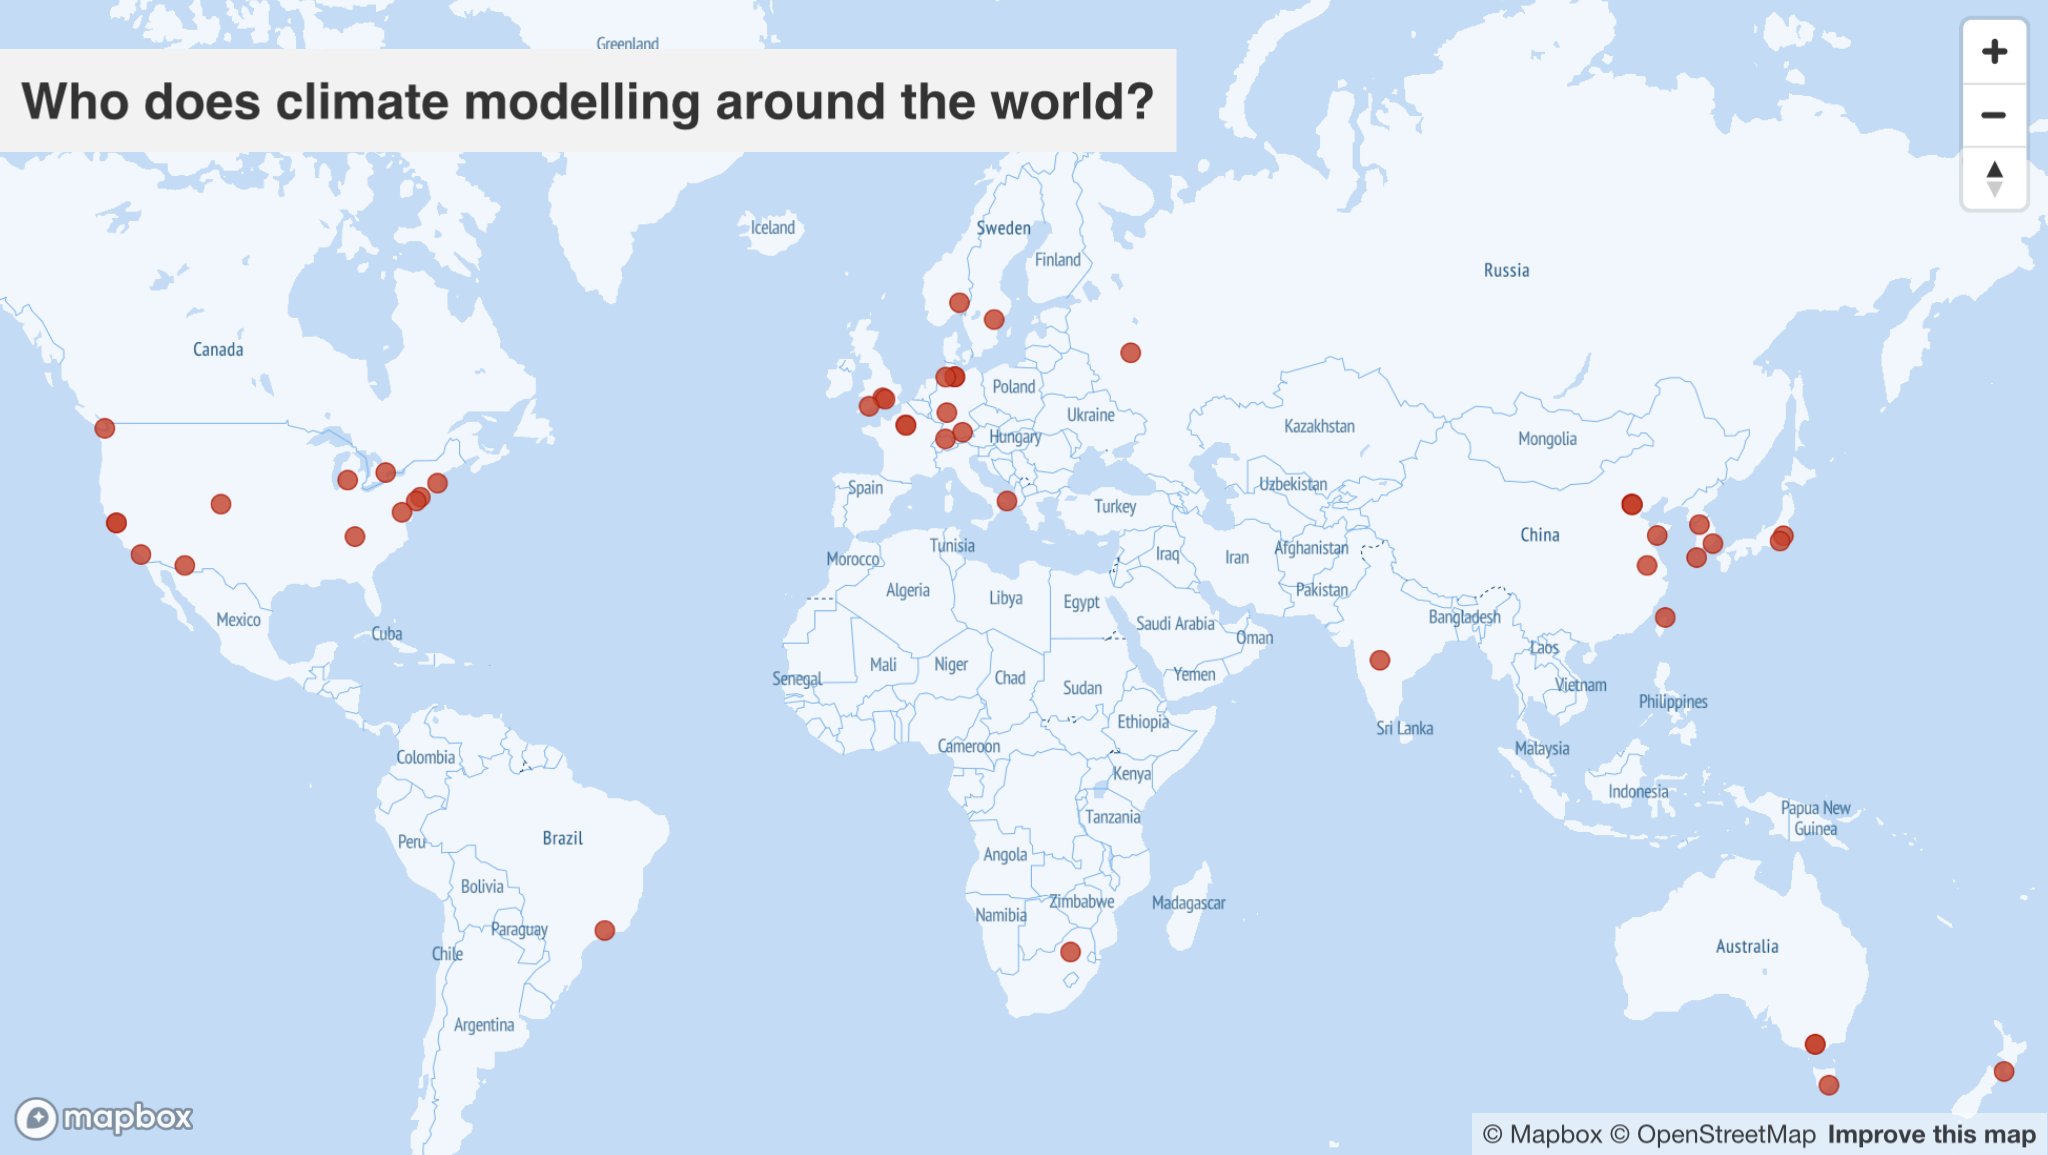 Greenland
Who does climate modelling around the world?
+
−
Iceland
Sweden
Finland
Russia
Canada
Poland
Ukraine
Kazakhstan
Mongolia
Hungary
Spain
Uzbekistan
Turkey
China
Tunisia
Morocco
Iraq
Iran
Afghanistan
Algeria
Libya
Egypt
Pakistan
Mexico
Cuba
Saudi Arabia
Oman
Bangladesh
Laos
Senegal
Mali
Niger
Chad
Sudan
Yemen
Vietnam
Philippines
Ethiopia
Sri Lanka
Colombia
Cameroon
Kenya
Malaysia
Indonesia
Tanzania
Papua New
Guinea
Peru
Brazil
Angola
Bolivia
Zimbabwe
Madagascar
Namibia
Paraguay
Chile
Australia
Argentina
mapbox
© Mapbox © OpenStreetMap Improve this map